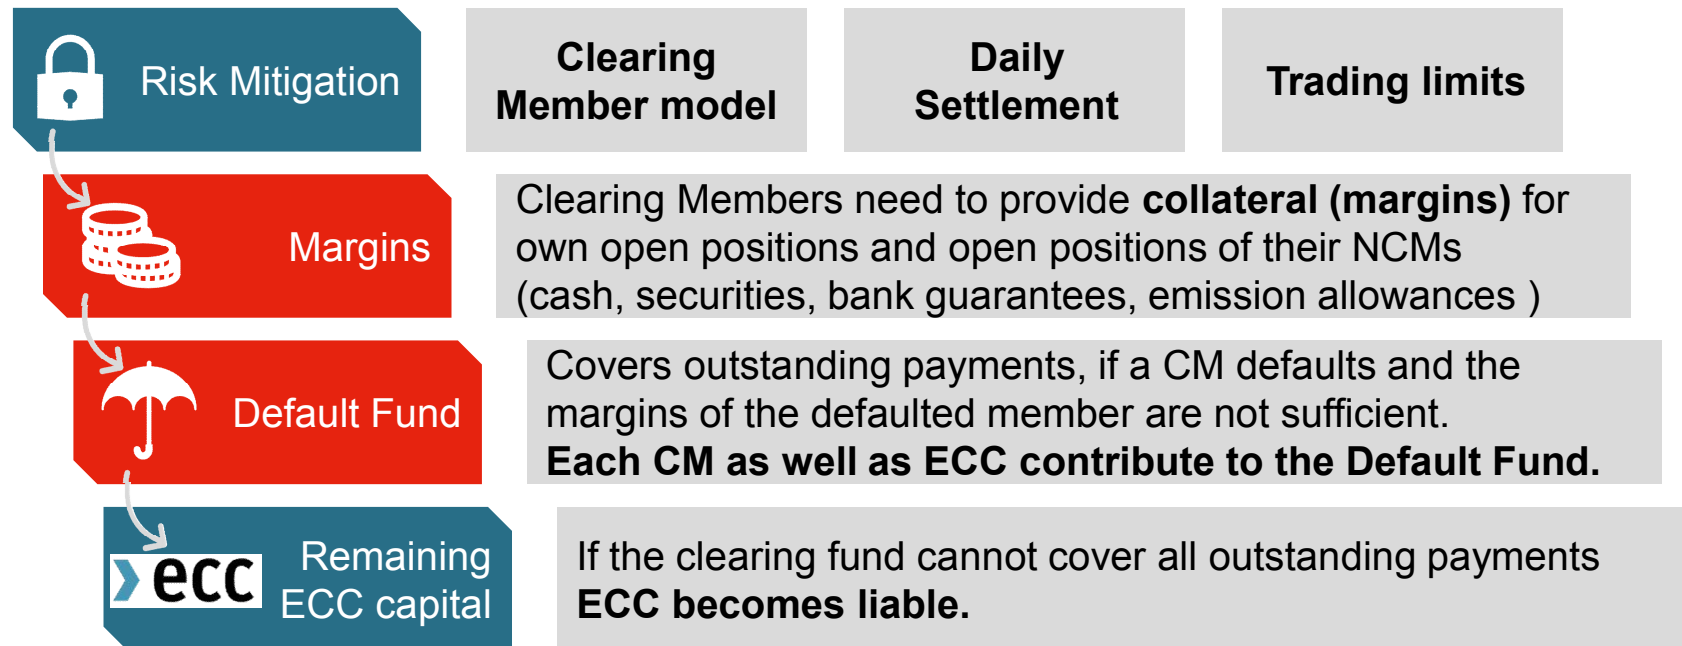 Risk Mitigation
Clearing
Member model
Daily
Settlement
Trading limits
Margins
Clearing Members need to provide collateral (margins) for
own open positions and open positions of their NCMs
(cash, securities, bank guarantees, emission allowances )
Default Fund
Covers outstanding payments, if a CM defaults and the
margins of the defaulted member are not sufficient.
Each CM as well as ECC contribute to the Default Fund.
ecc
Remaining
ECC capital
If the clearing fund cannot cover all outstanding payments
ECC becomes liable.